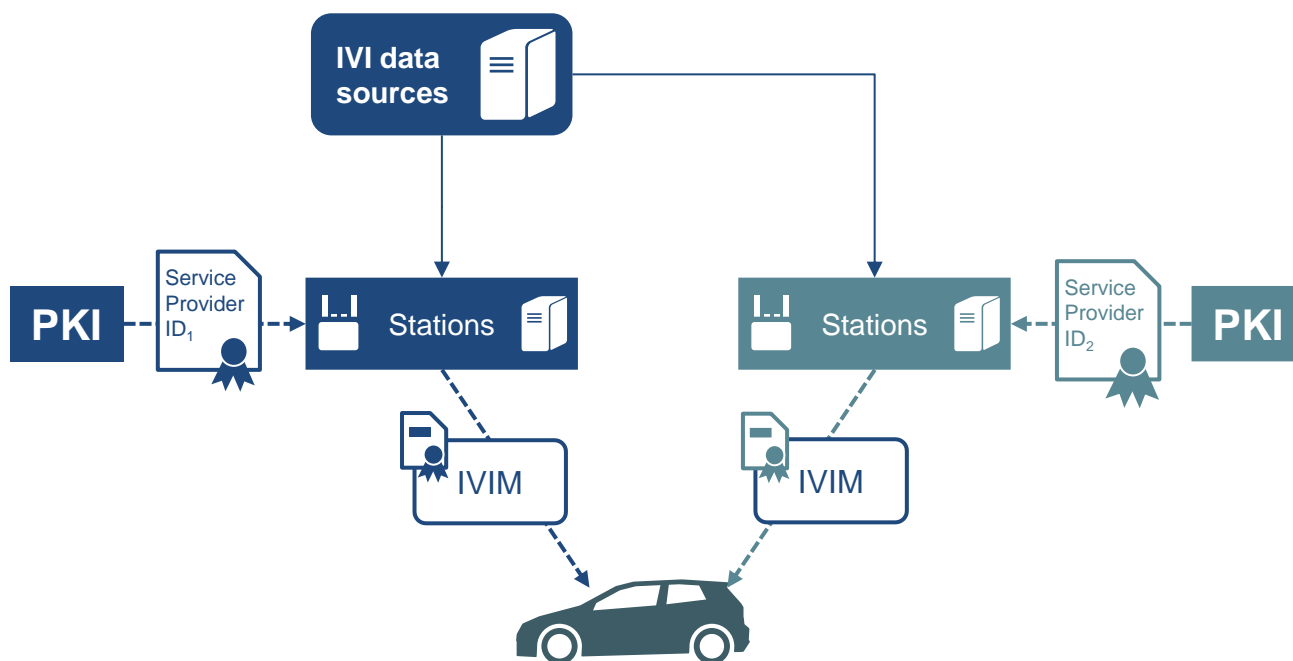 IVI data
sources
PKI
Service
Provider
ID₁
Stations
Stations
Service
Provider
ID₂
PKI
IVIM
IVIM